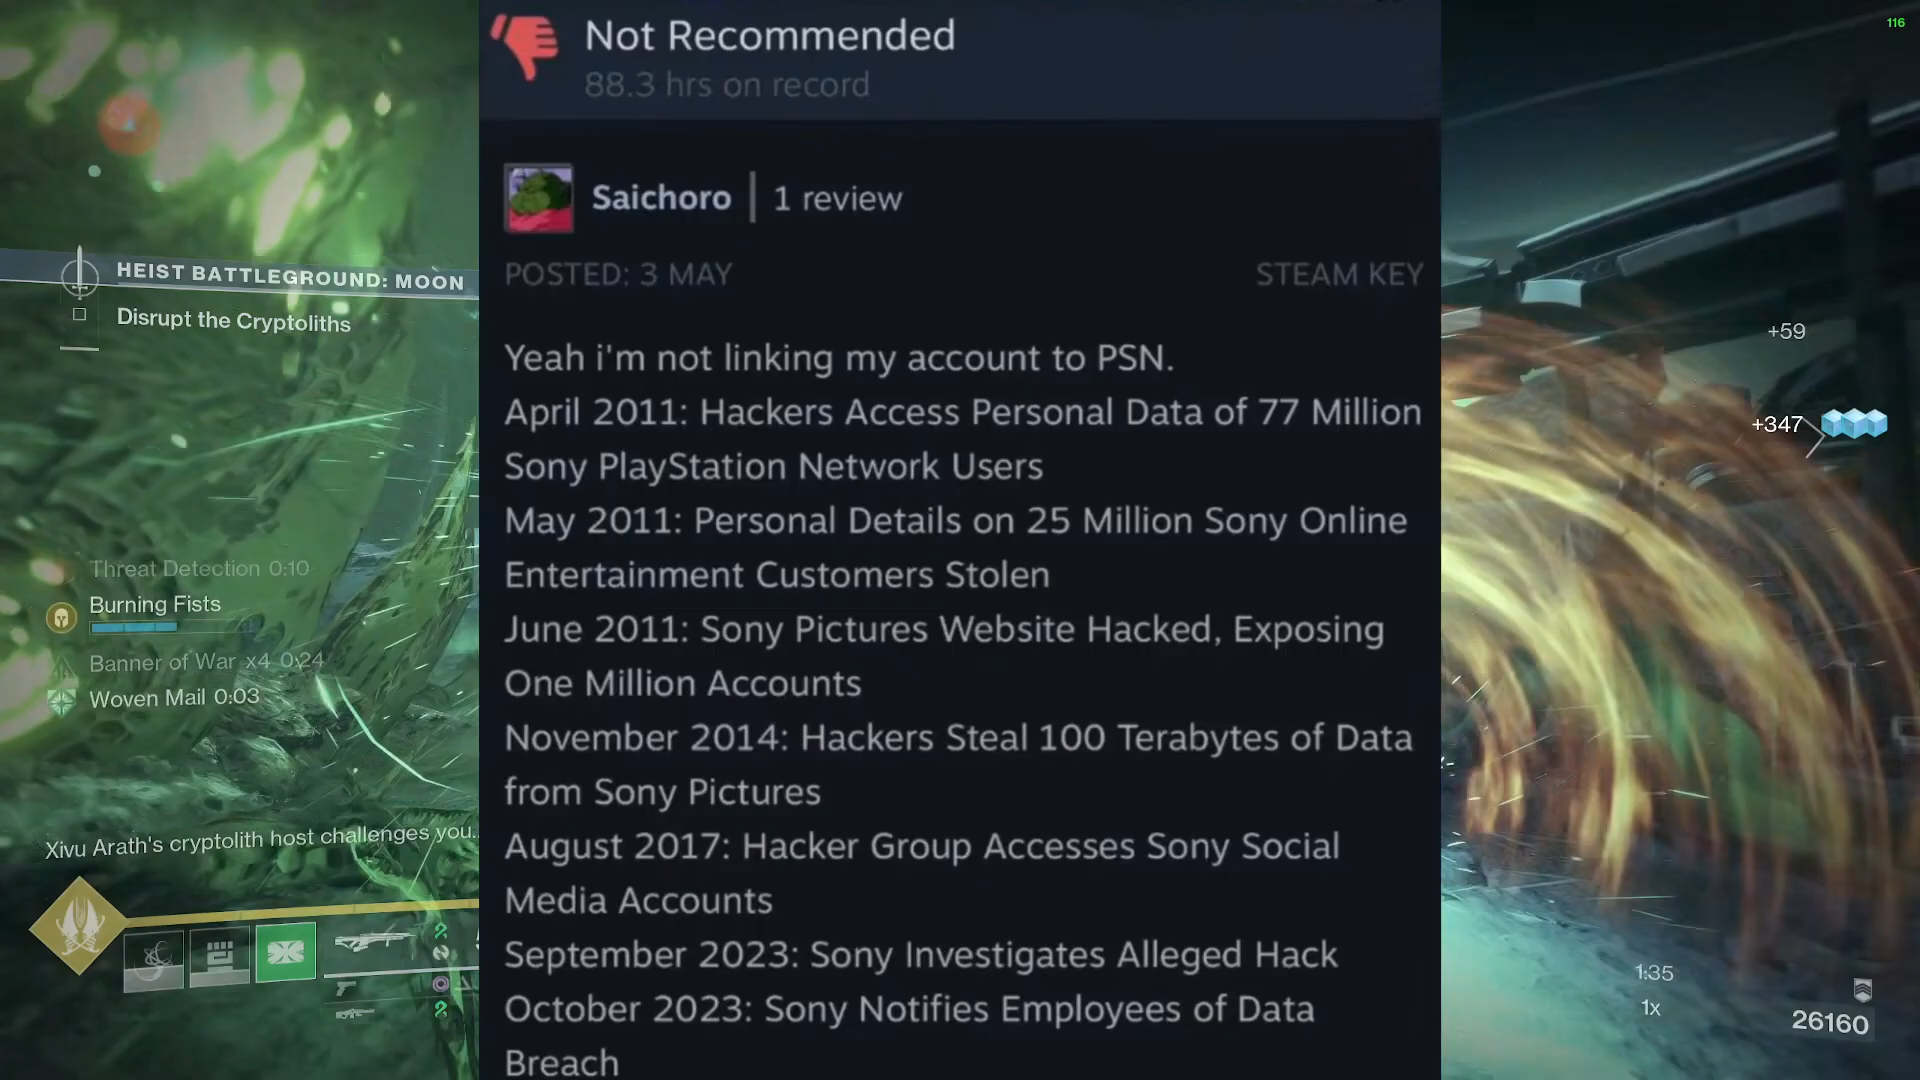 116
Not Recommended
88.3 hrs on record
Saichoro | 1 review
POSTED: 3 MAY
STEAM KEY
Yeah i'm not linking my account to PSN.
April 2011: Hackers Access Personal Data of 77 Million
Sony PlayStation Network Users
May 2011: Personal Details on 25 Million Sony Online
Entertainment Customers Stolen
June 2011: Sony Pictures Website Hacked, Exposing
One Million Accounts
November 2014: Hackers Steal 100 Terabytes of Data
from Sony Pictures
August 2017: Hacker Group Accesses Sony Social
Media Accounts
September 2023: Sony Investigates Alleged Hack
October 2023: Sony Notifies Employees of Data
Breach
HEIST BATTLEGROUND: MOON
Disrupt the Cryptoliths
Threat Detection 0:10
Burning Fists
Banner of War x4 0:24
Woven Mail 0:03
Xivu Arath's cryptolith host challenges you..
+59
+347
1:35
1x
26160